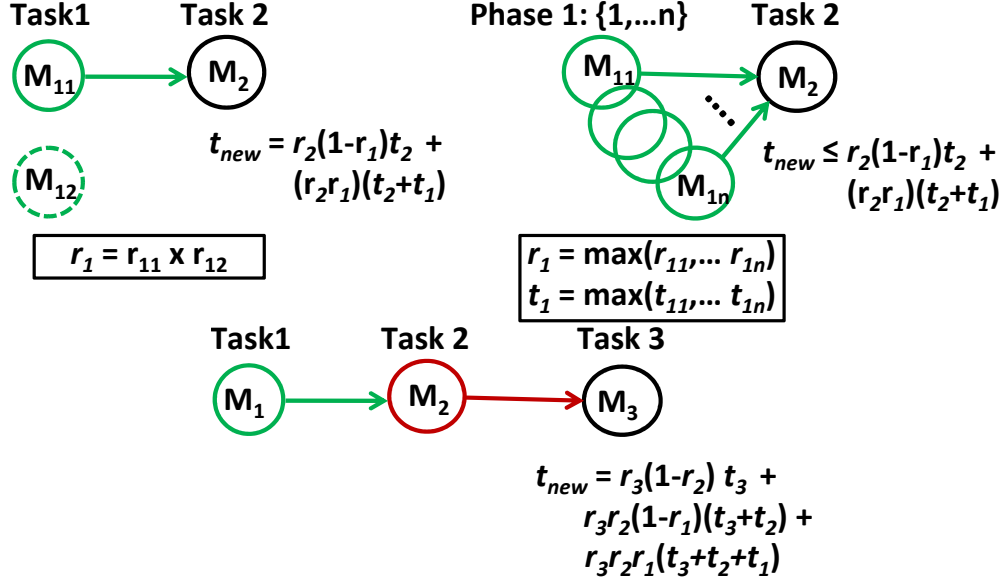 Task1
Task 2
M₁₁
M₂
M₁₂
t_new = r₂(1-r₁)t₂ +
(r₂r₁)(t₂+t₁)
r₁ = r₁₁ x r₁₂
Phase 1: {1,…n}
Task 2
M₁₁
M₂
M₁ₙ
t_new ≤ r₂(1-r₁)t₂ +
(r₂r₁)(t₂+t₁)
r₁ = max(r₁₁,… r₁ₙ)
t₁ = max(t₁₁,… t₁ₙ)
Task1
Task 2
Task 3
M₁
M₂
M₃
t_new = r₃(1-r₂) t₃ +
r₃r₂(1-r₁)(t₃+t₂) +
r₃r₂r₁(t₃+t₂+t₁)